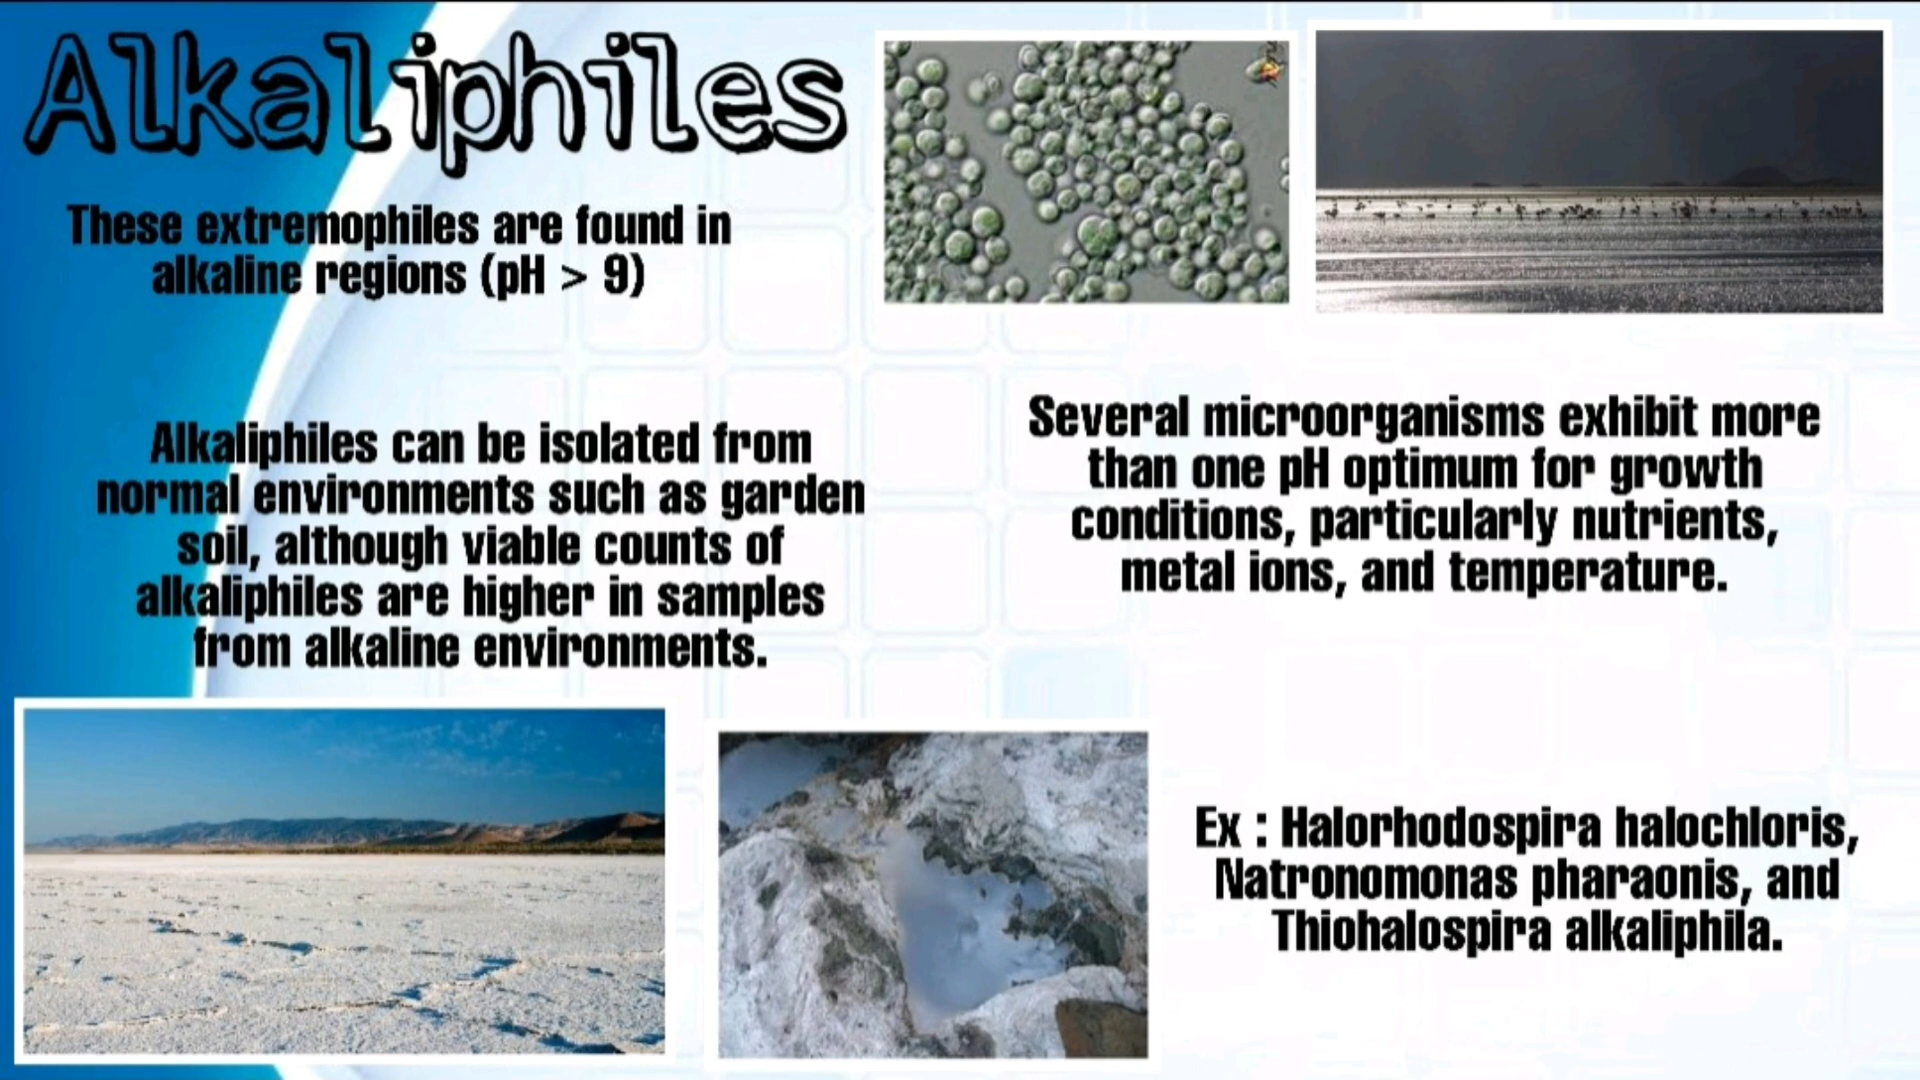 Alkaliphiles
These extremophiles are found in
alkaline regions (pH > 9)
Alkaliphiles can be isolated from
normal environments such as garden
soil, although viable counts of
alkaliphiles are higher in samples
from alkaline environments.
Several microorganisms exhibit more
than one pH optimum for growth
conditions, particularly nutrients,
metal ions, and temperature.
Ex : Halorhodospira halochloris,
Natronomonas pharaonis, and
Thiohalospira alkaliphila.